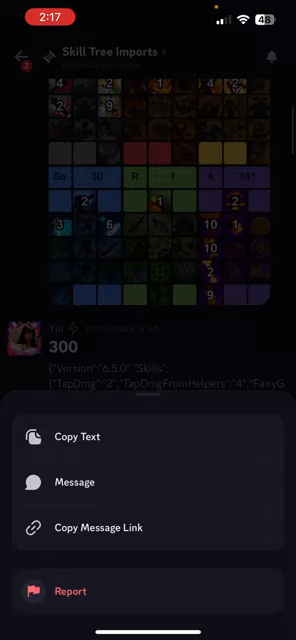 2:17
48
Skill Tree Imports
2
4 2 1 4 2
2 9
So 30 R 1 A 181
2 1 2
3 +6 10 1
10
2
9
Yui
300
{"Version":"6.5.0" "Skills":
{"TapDmg":"2","TapDmgFromHelpers":"4","FairyG
Copy Text
Message
Copy Message Link
Report